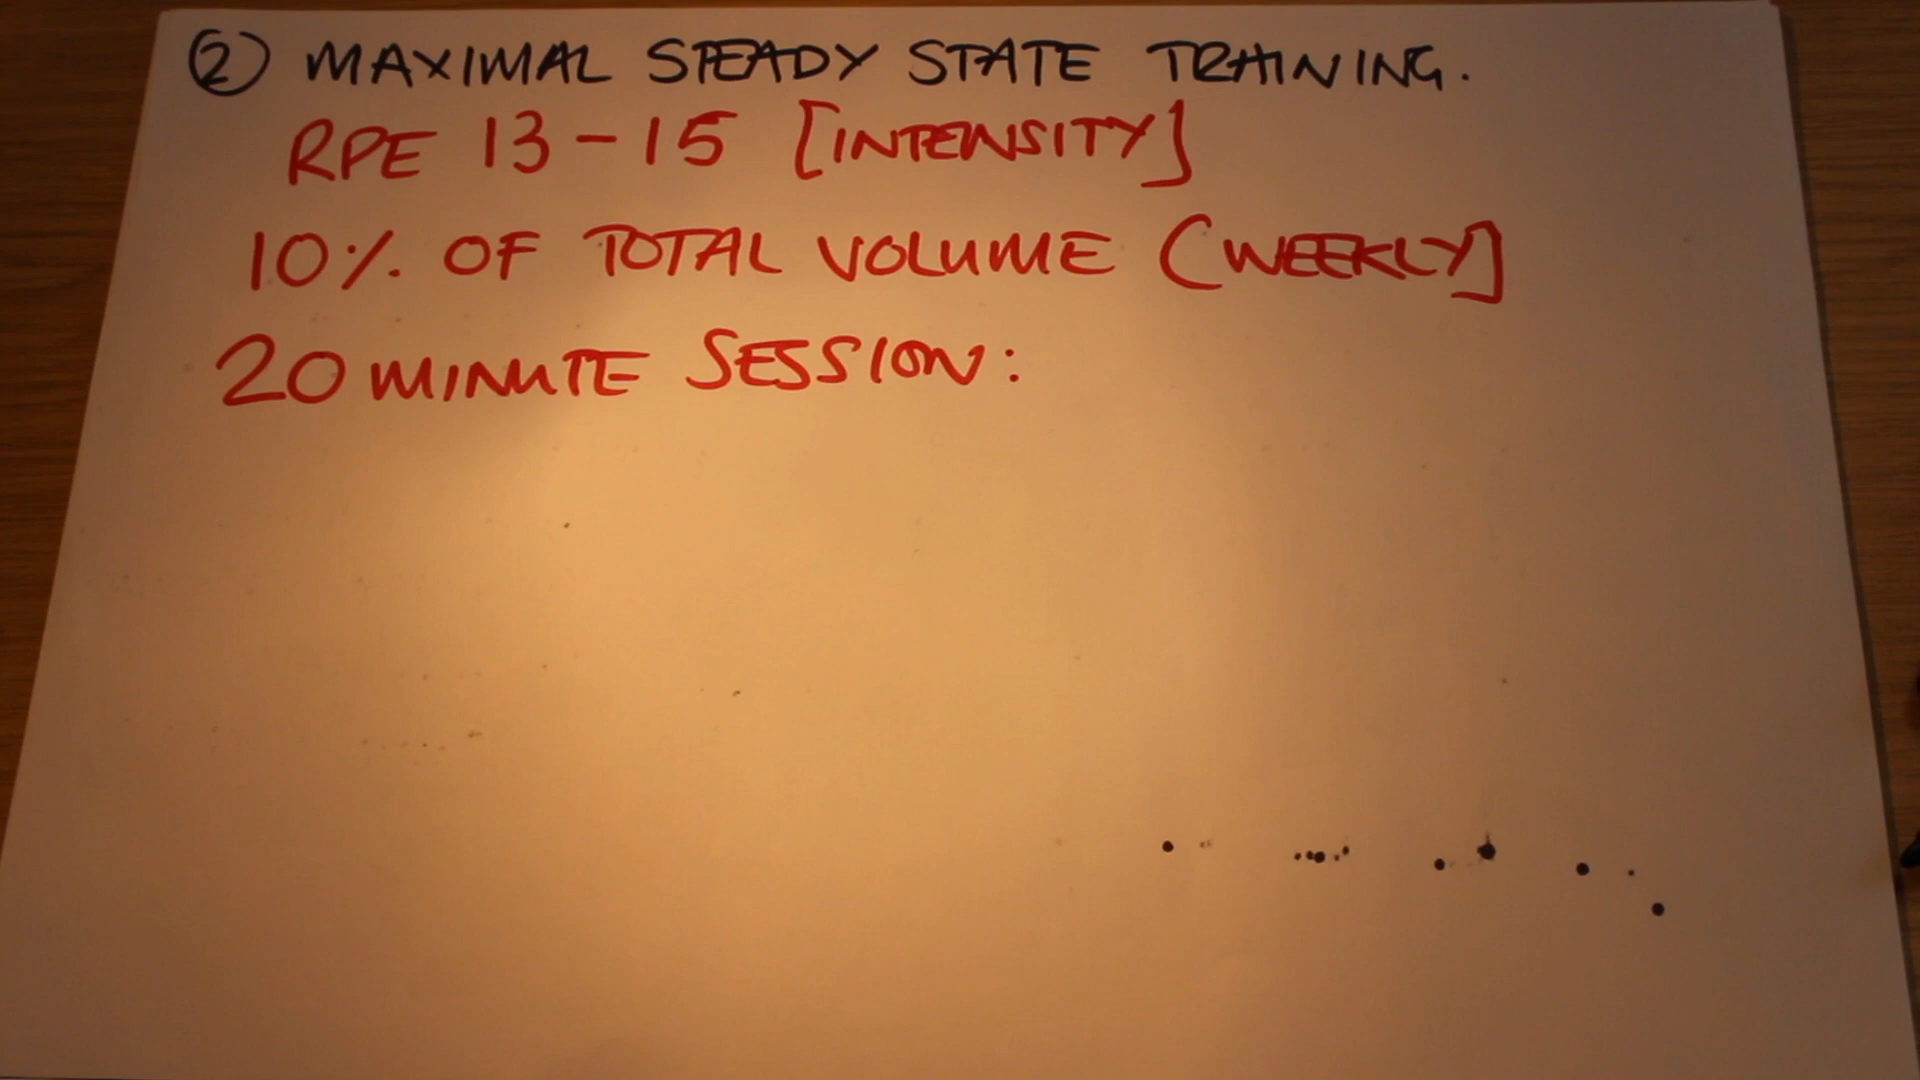 ② MAXIMAL STEADY STATE TRAINING.
RPE 13-15 [INTENSITY]
10% OF TOTAL VOLUME (WEEKLY]
20 MINUTE SESSION: